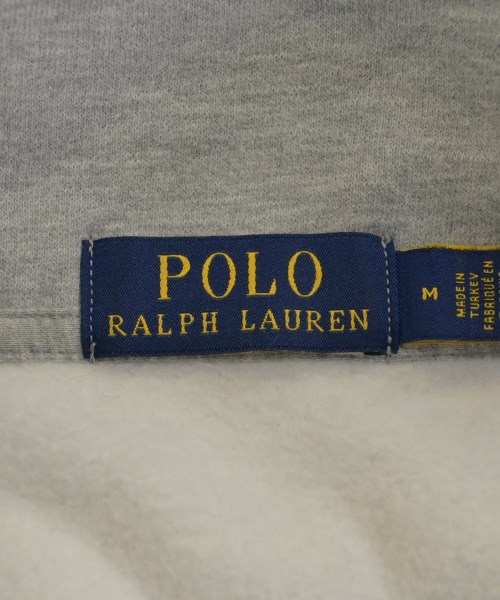 POLO
RALPH LAUREN
M
MADE IN
TURKEY
FABRIQUÉ EN